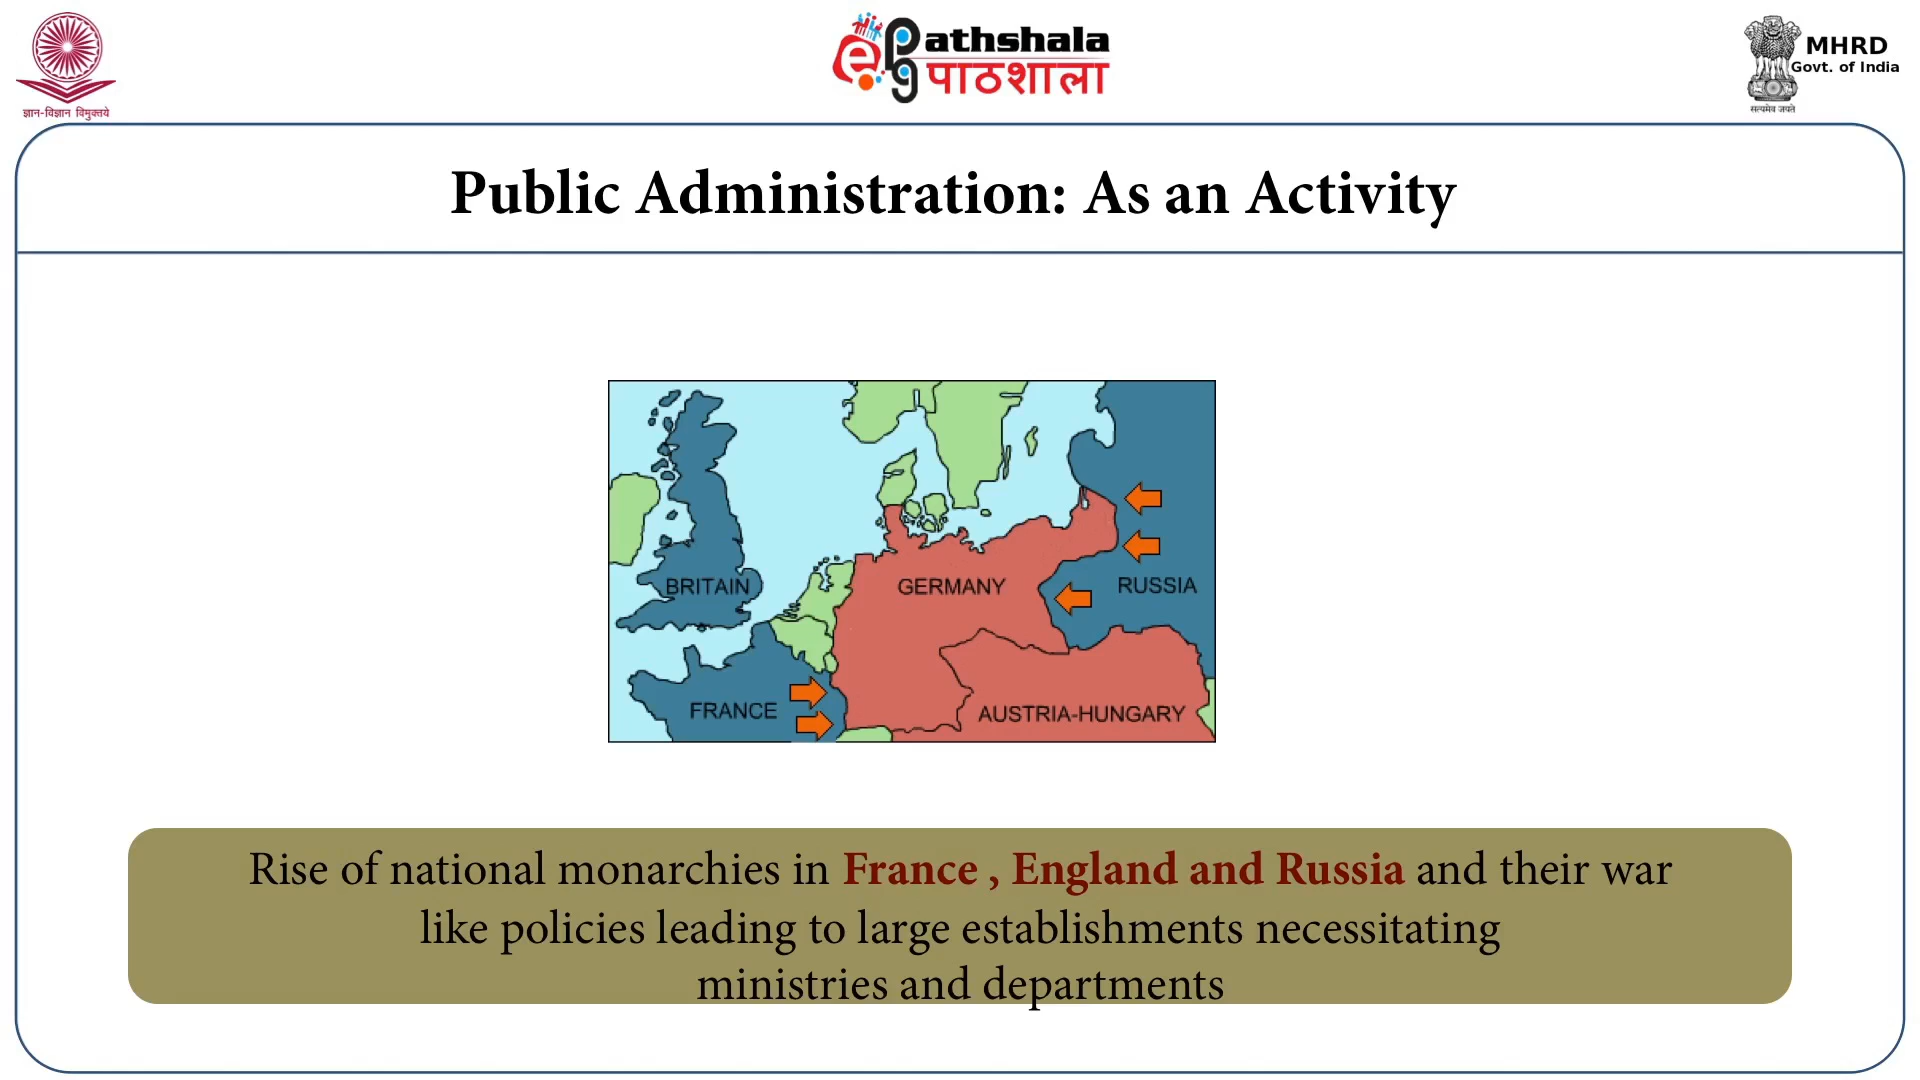 ज्ञान-विज्ञान विमुक्तये
ePathshala
pg पाठशाला
MHRD
Govt. of India
सत्यमेव जयते
Public Administration: As an Activity
BRITAIN
GERMANY
RUSSIA
FRANCE
AUSTRIA-HUNGARY
Rise of national monarchies in France , England and Russia and their war
like policies leading to large establishments necessitating
ministries and departments